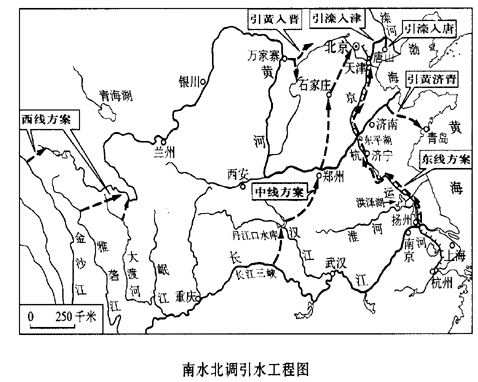 引黄入晋
引滦入津
滦河
引滦入唐
北京
渤海
万家寨
黄河
天津
唐山
引黄济青
石家庄
银川
青海湖
京杭运河
济南
青岛
黄海
西线方案
东平湖
兰州
济宁
东线方案
西安
中线方案
郑州
洪泽湖
扬州
丹江口水库
汉江
淮河
南京
上海
金沙江
雅砻江
大渡河
岷江
长江
长江三峡
武汉
重庆
杭州
0 250千米
南水北调引水工程图